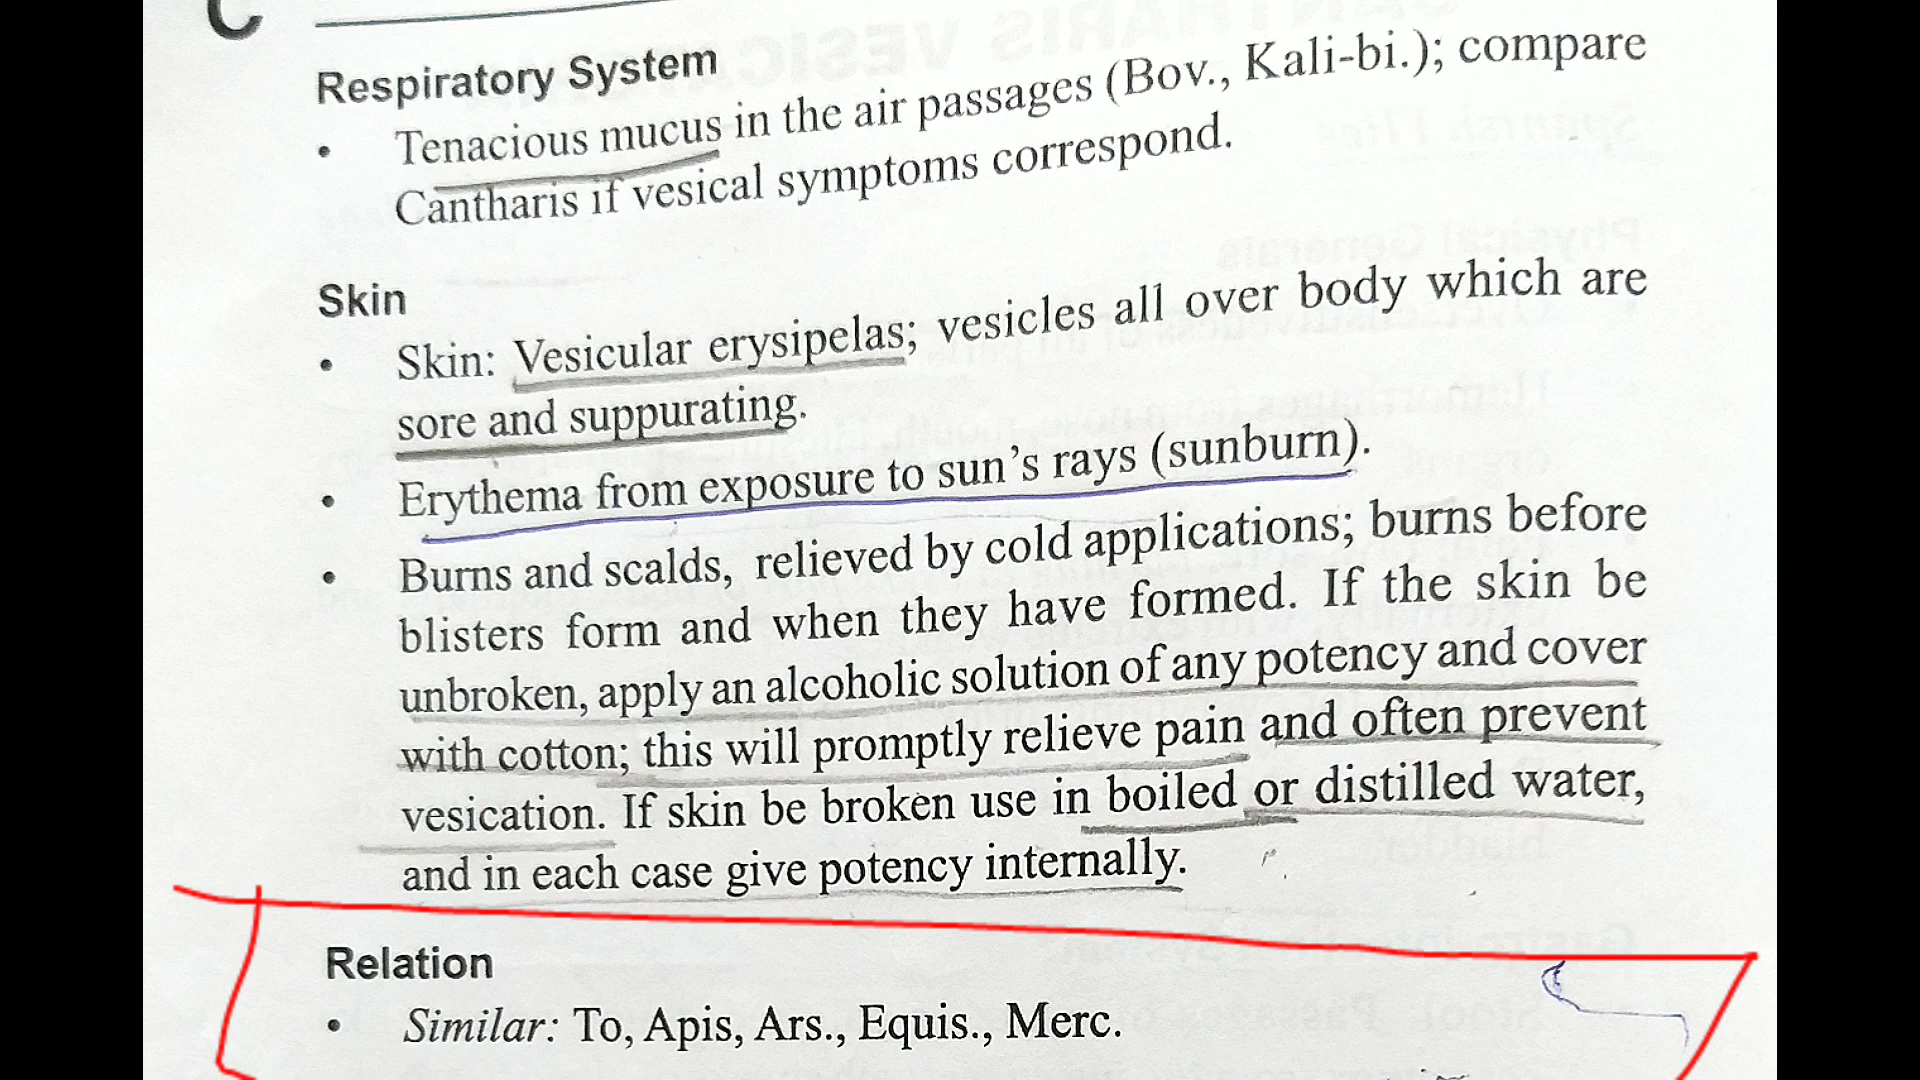 C
Respiratory System
• Tenacious mucus in the air passages (Bov., Kali-bi.); compare
Cantharis if vesical symptoms correspond.
Skin
• Skin: Vesicular erysipelas; vesicles all over body which are
sore and suppurating.
• Erythema from exposure to sun's rays (sunburn).
• Burns and scalds, relieved by cold applications; burns before
blisters form and when they have formed. If the skin be
unbroken, apply an alcoholic solution of any potency and cover
with cotton; this will promptly relieve pain and often prevent
vesication. If skin be broken use in boiled or distilled water,
and in each case give potency internally.
Relation
• Similar: To, Apis, Ars., Equis., Merc.